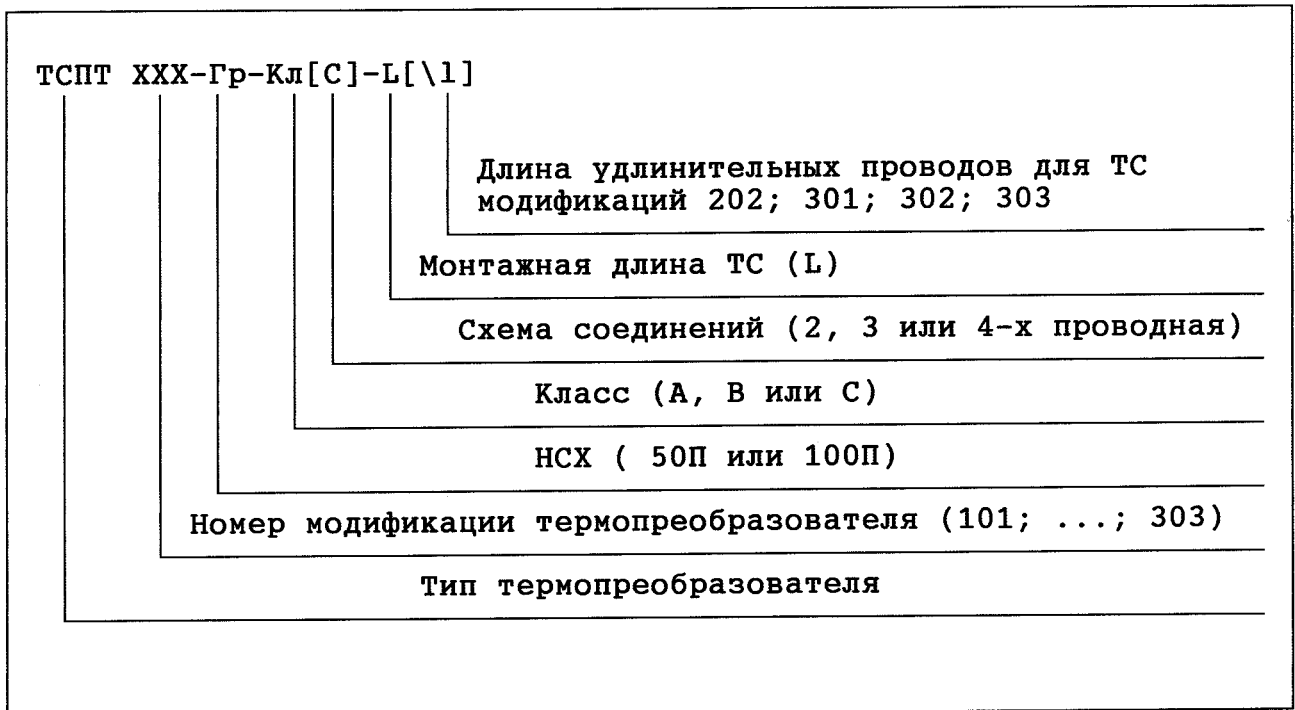 ТСПТ ХХХ-Гр-Кл[С]-L[\l]
Длина удлинительных проводов для ТС
модификаций 202; 301; 302; 303
Монтажная длина ТС (L)
Схема соединений (2, 3 или 4-х проводная)
Класс (А, В или С)
НСХ ( 50П или 100П)
Номер модификации термопреобразователя (101; ...; 303)
Тип термопреобразователя